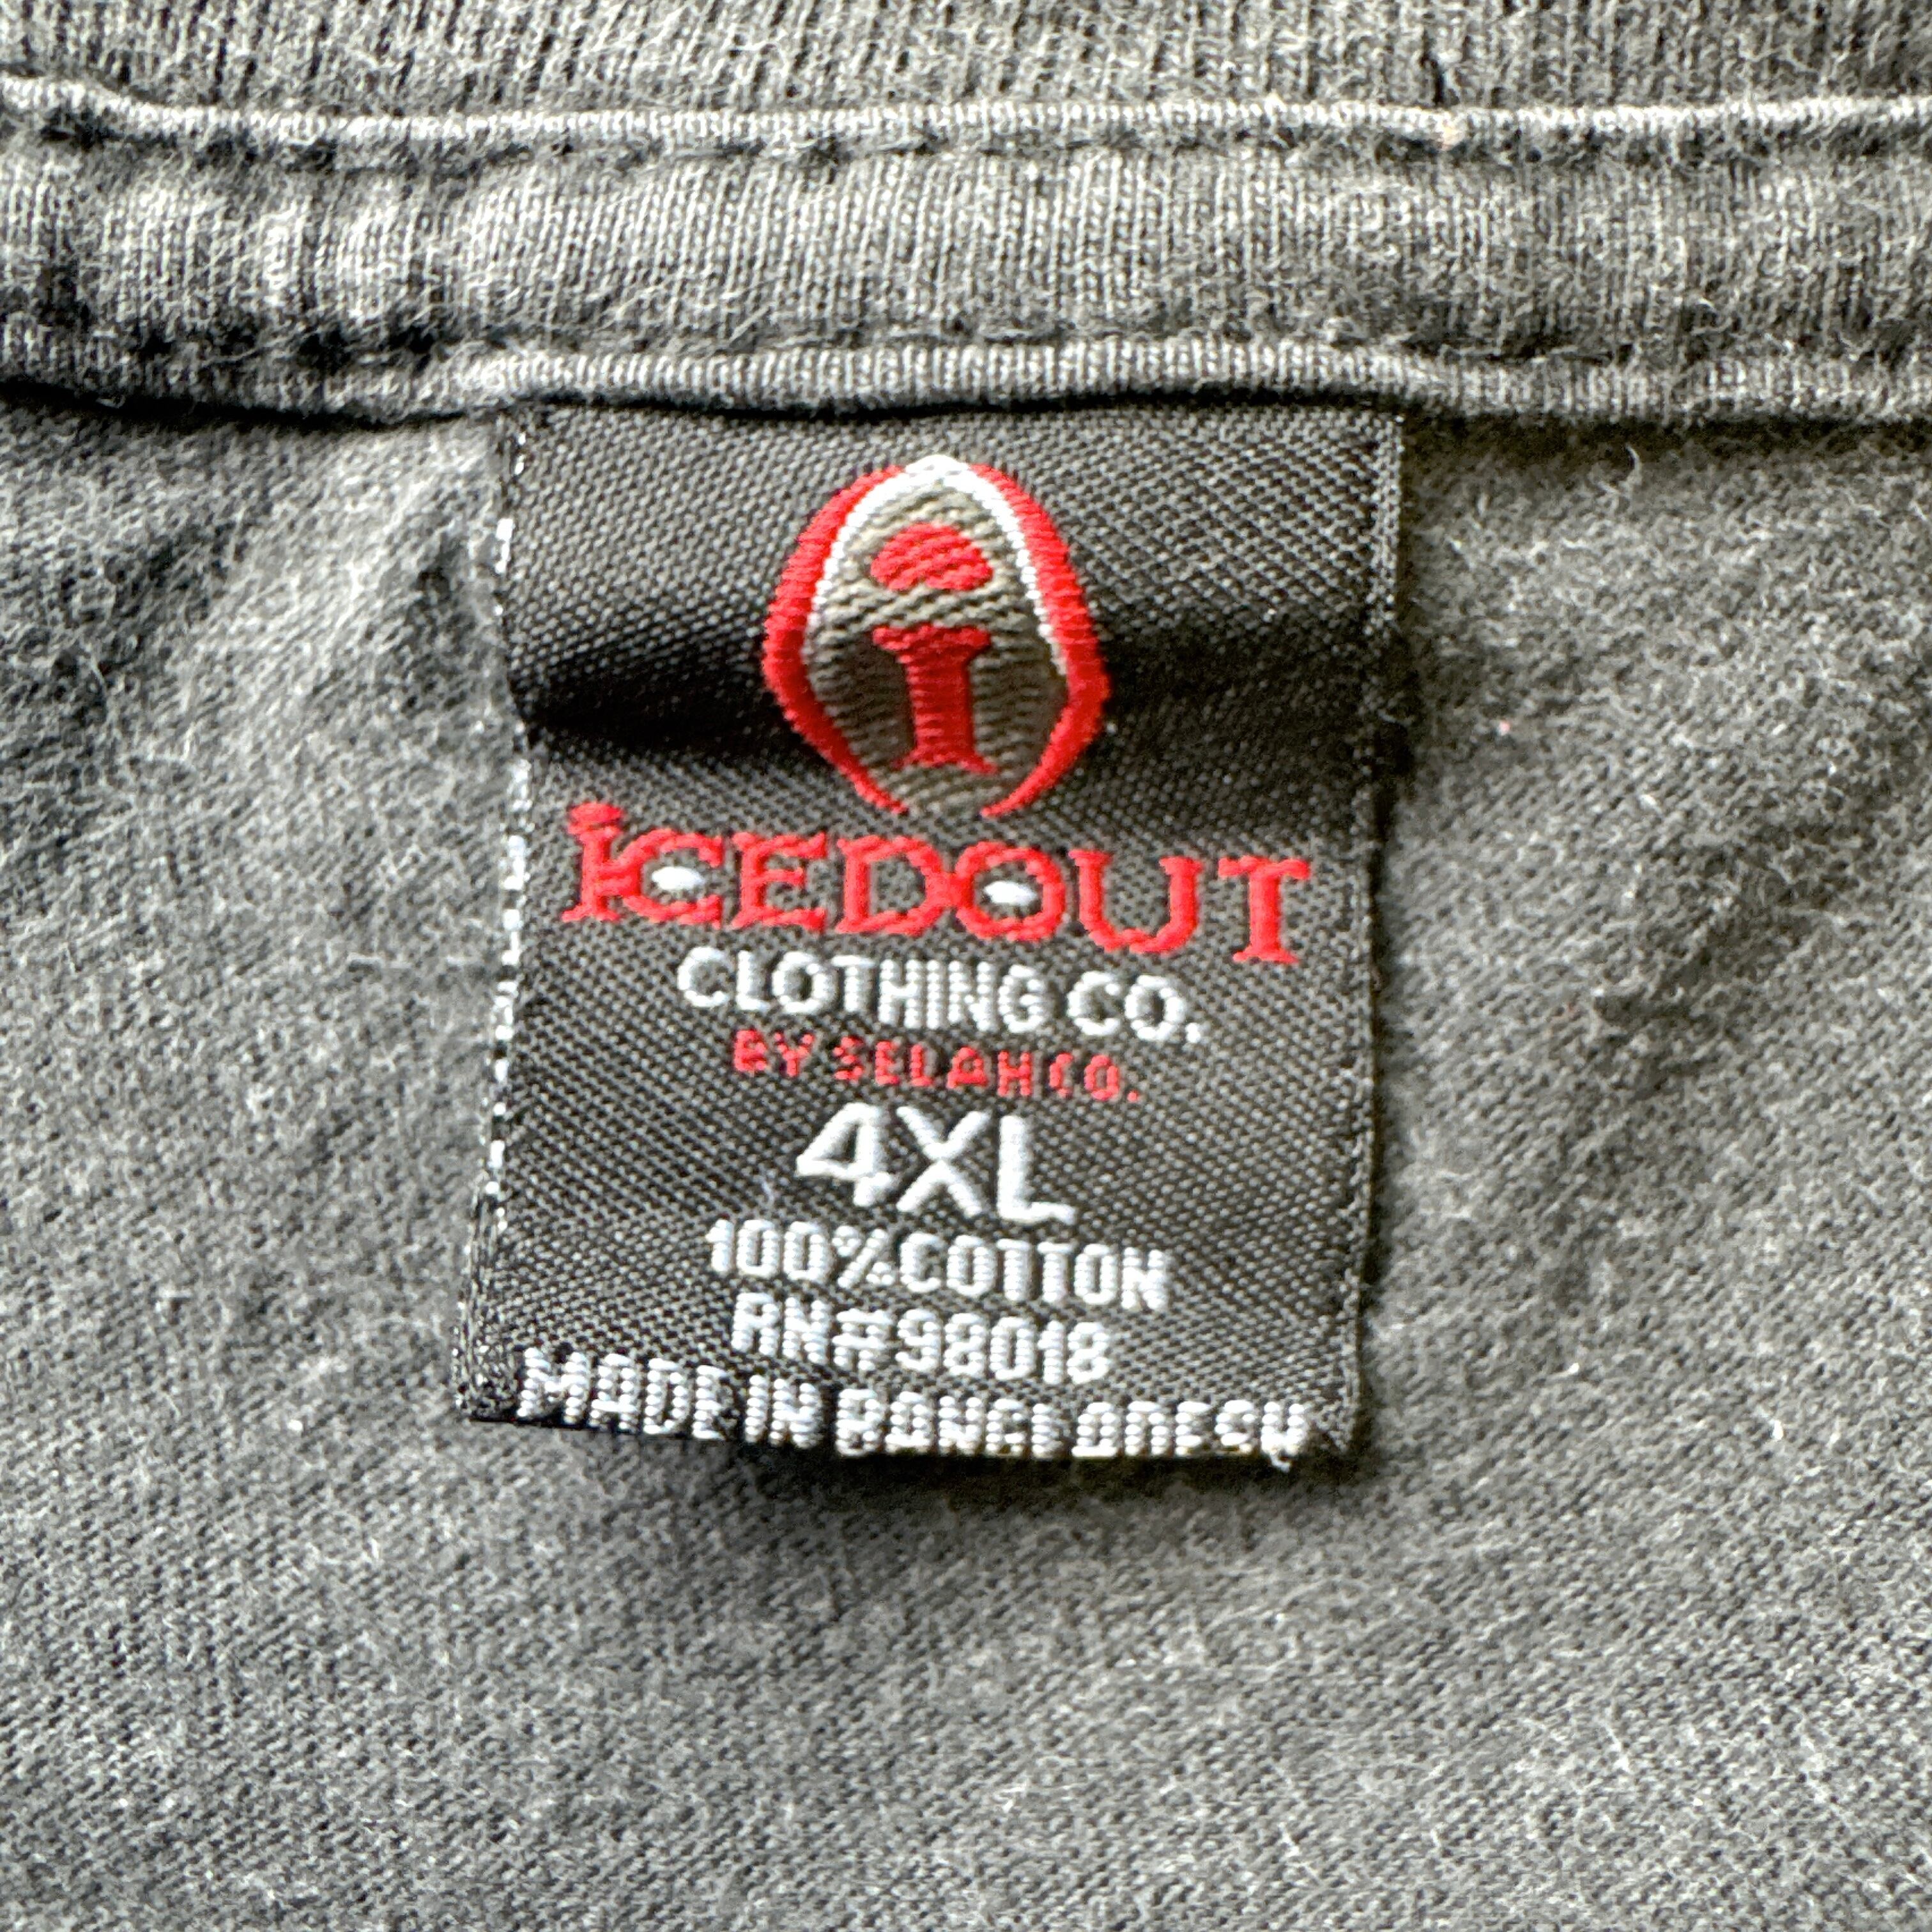 i
iCEDOUT
CLOTHING CO.
BY SELAH CO.
4XL
100% COTTON
RN#98018
MADE IN BANGLADESH